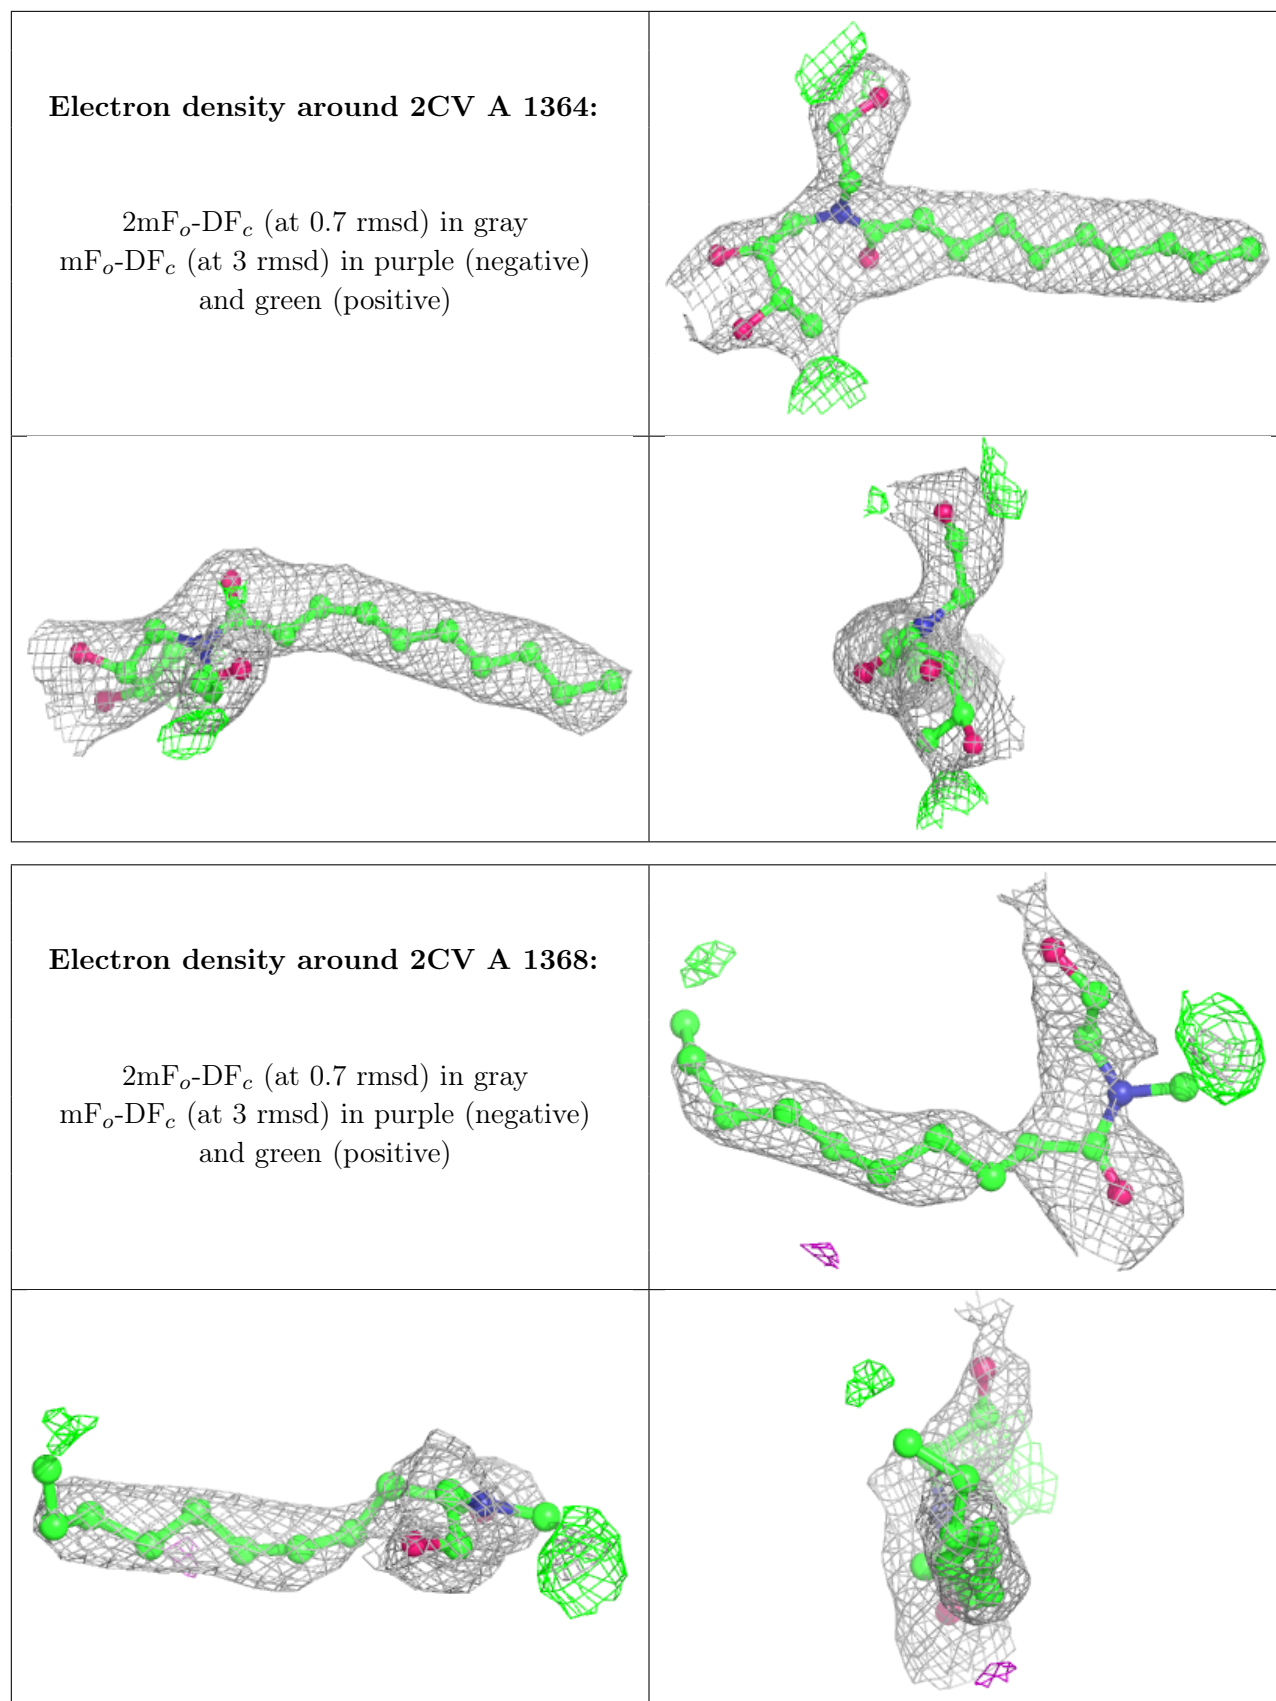 Electron density around 2CV A 1364:
2mFo-DFc (at 0.7 rmsd) in gray
mFo-DFc (at 3 rmsd) in purple (negative)
and green (positive)
Electron density around 2CV A 1368:
2mFo-DFc (at 0.7 rmsd) in gray
mFo-DFc (at 3 rmsd) in purple (negative)
and green (positive)